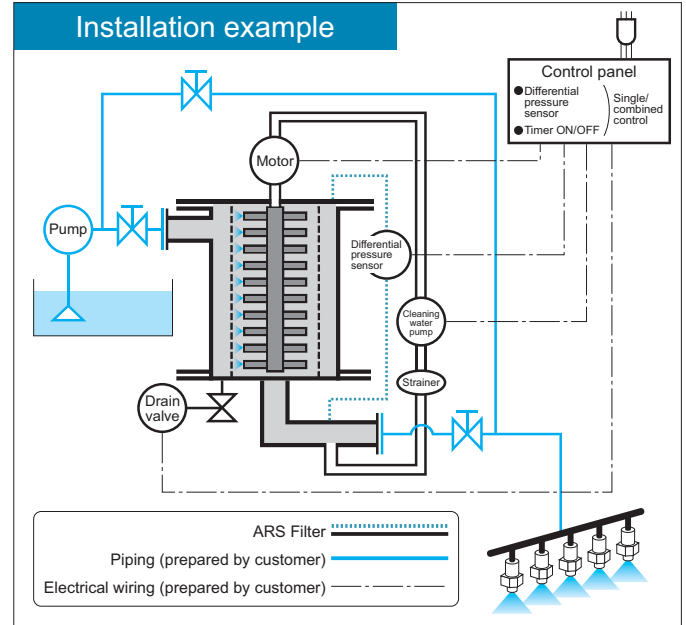 Installation example
Control panel
●Differential
pressure
sensor
●Timer ON/OFF
Single/
combined
control
Motor
Pump
Differential
pressure
sensor
Cleaning
water
pump
Strainer
Drain
valve
ARS Filter
Piping (prepared by customer)
Electrical wiring (prepared by customer)